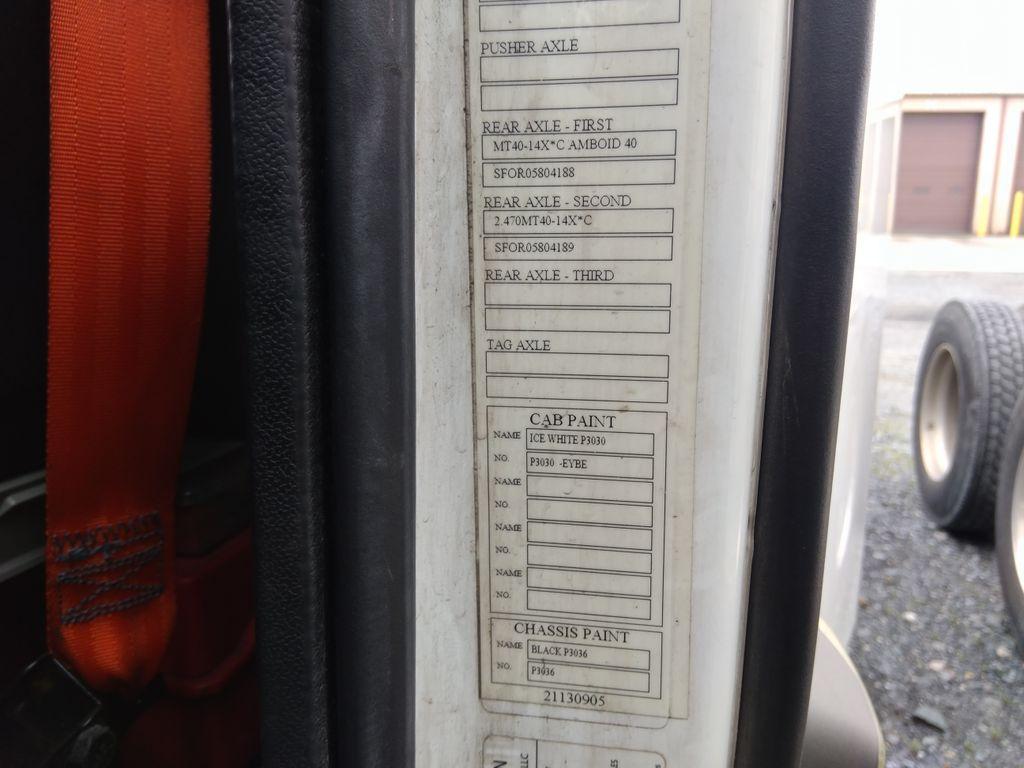 PUSHER AXLE
REAR AXLE - FIRST
MT40-14X*C AMBOID 40
SFOR05804188
REAR AXLE - SECOND
2.470MT40-14X*C
SFOR05804189
REAR AXLE - THIRD
TAG AXLE
CAB PAINT
NAME ICE WHITE P3030
NO. P3030 -EYBE
NAME
NO.
NAME
NO.
NAME
NO.
CHASSIS PAINT
NAME BLACK P3036
NO. P3036
21130905
LLC